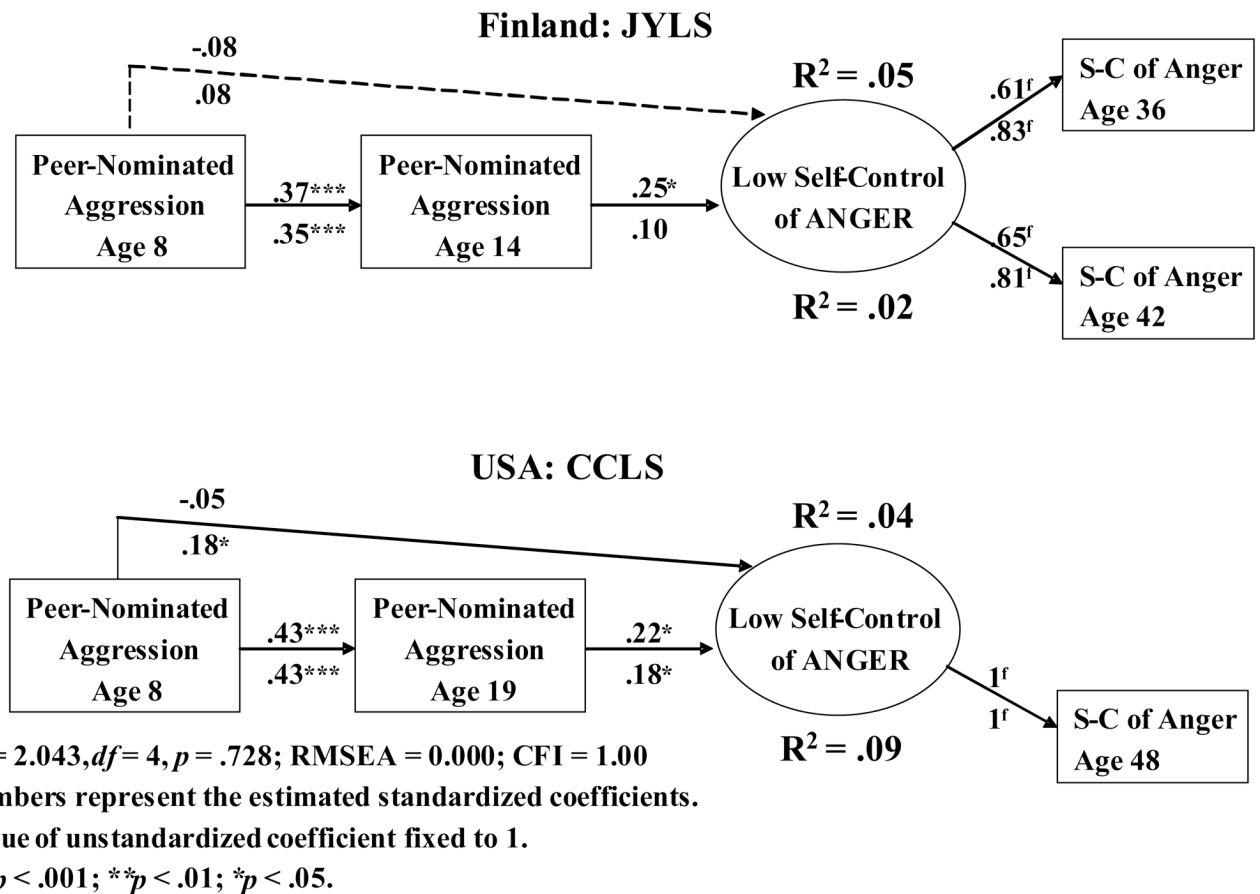 Finland: JYLS
-.08
.08
R² = .05
Peer-Nominated
Aggression
Age 8
.37***
.35***
Peer-Nominated
Aggression
Age 14
.25*
.10
Low Self-Control
of ANGER
R² = .02
.61ᶠ
.83ᶠ
S-C of Anger
Age 36
.65ᶠ
.81ᶠ
S-C of Anger
Age 42
USA: CCLS
-.05
.18*
R² = .04
Peer-Nominated
Aggression
Age 8
.43***
.43***
Peer-Nominated
Aggression
Age 19
.22*
.18*
Low Self-Control
of ANGER
R² = .09
1ᶠ
1ᶠ
S-C of Anger
Age 48
= 2.043, df = 4, p = .728; RMSEA = 0.000; CFI = 1.00
represent the estimated standardized coefficients.
of unstandardized coefficient fixed to 1.
p < .001; **p < .01; *p < .05.